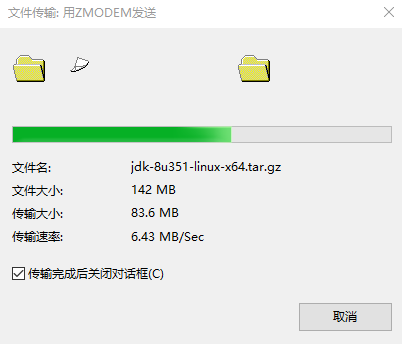 文件传输: 用ZMODEM发送
文件名: jdk-8u351-linux-x64.tar.gz
文件大小: 142 MB
传输大小: 83.6 MB
传输速率: 6.43 MB/Sec
传输完成后关闭对话框(C)
取消